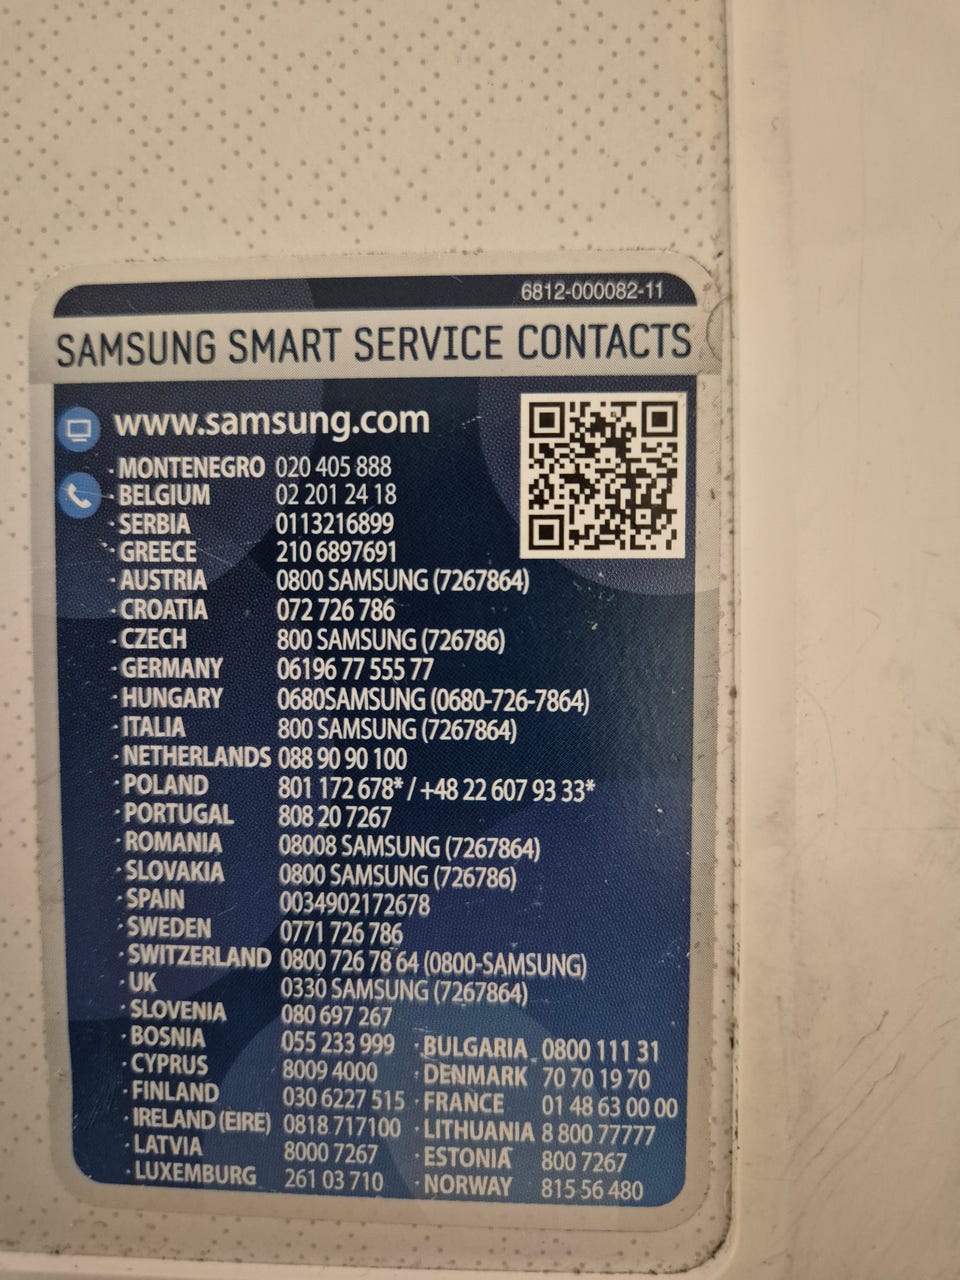 6812-000082-11
SAMSUNG SMART SERVICE CONTACTS
www.samsung.com
· MONTENEGRO 020 405 888
· BELGIUM 02 201 24 18
· SERBIA 0113216899
· GREECE 210 6897691
· AUSTRIA 0800 SAMSUNG (7267864)
· CROATIA 072 726 786
· CZECH 800 SAMSUNG (726786)
· GERMANY 06196 77 555 77
· HUNGARY 0680SAMSUNG (0680-726-7864)
· ITALIA 800 SAMSUNG (7267864)
· NETHERLANDS 088 90 90 100
· POLAND 801 172 678* / +48 22 607 93 33*
· PORTUGAL 808 20 7267
· ROMANIA 08008 SAMSUNG (7267864)
· SLOVAKIA 0800 SAMSUNG (726786)
· SPAIN 0034902172678
· SWEDEN 0771 726 786
· SWITZERLAND 0800 726 78 64 (0800-SAMSUNG)
· UK 0330 SAMSUNG (7267864)
· SLOVENIA 080 697 267
· BOSNIA 055 233 999 · BULGARIA 0800 111 31
· CYPRUS 8009 4000 · DENMARK 70 70 19 70
· FINLAND 030 6227 515 · FRANCE 01 48 63 00 00
· IRELAND (EIRE) 0818 717100 · LITHUANIA 8 800 77777
· LATVIA 8000 7267 · ESTONIA 800 7267
· LUXEMBURG 261 03 710 · NORWAY 815 56 480